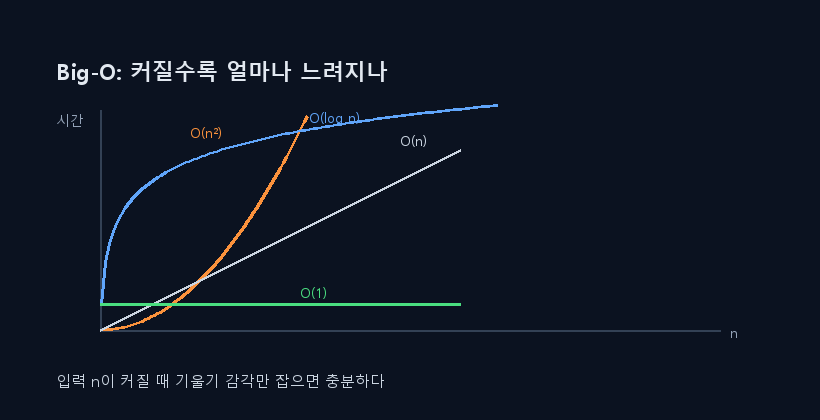 Big-O: 커질수록 얼마나 느려지나
시간
O(log n)
O(n²)
O(n)
O(1)
n
입력 n이 커질 때 기울기 감각만 잡으면 충분하다